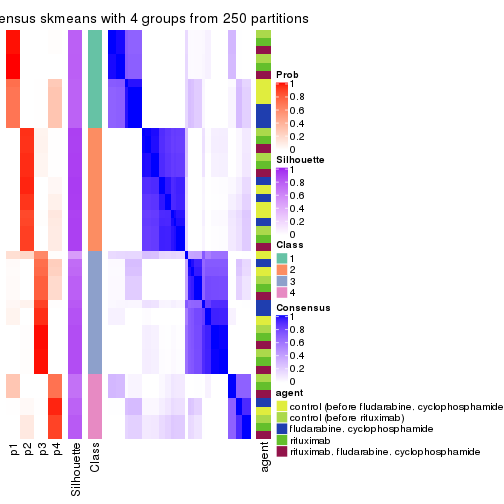 ensus skmeans with 4 groups from 250 partitions
Prob
1
0.8
0.6
0.4
0.2
0
Silhouette
1
0.8
0.6
0.4
0.2
0
Class
1
2
3
4
Consensus
1
0.8
0.6
0.4
0.2
0
agent
control (before fludarabine. cyclophosphamide
control (before rituximab)
fludarabine. cyclophosphamide
rituximab
rituximab. fludarabine. cyclophosphamide
p1
p2
p3
p4
Silhouette
Class
agent